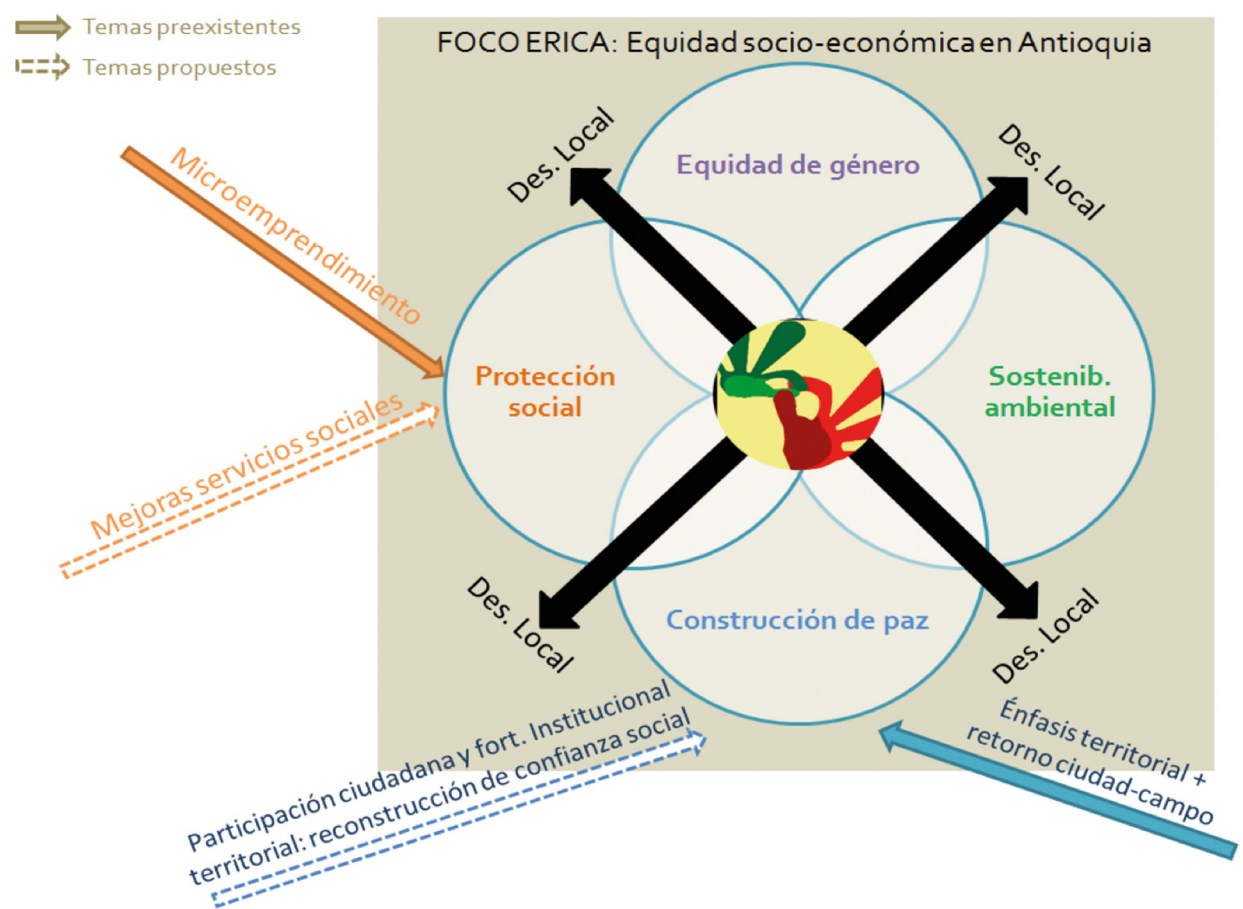 Temas preexistentes
Temas propuestos
FOCO ERICA: Equidad socio-económica en Antioquia
Des. Local
Des. Local
Equidad de género
Microemprendimiento
Protección
social
Sostenib.
ambiental
Mejoras servicios sociales
Des. Local
Des. Local
Construcción de paz
Participación ciudadana y fort. Institucional
territorial: reconstrucción de confianza social
Énfasis territorial +
retorno ciudad-campo